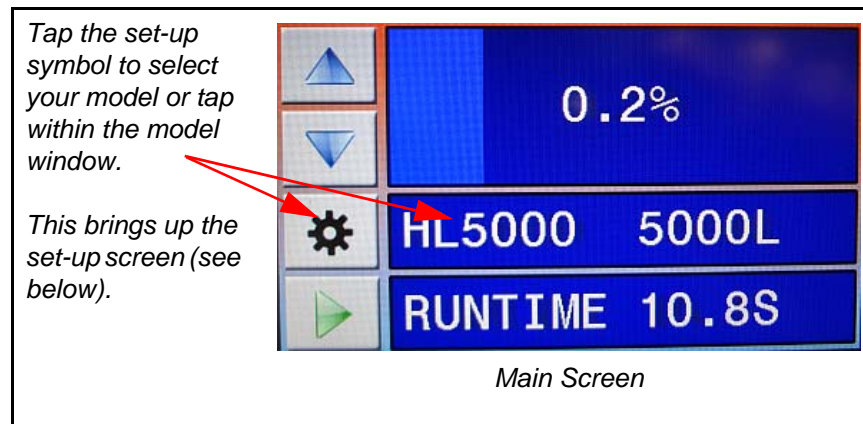 Tap the set-up
symbol to select
your model or tap
within the model
window.
This brings up the
set-up screen (see
below).
0.2%
HL5000 5000L
RUNTIME 10.8S
Main Screen